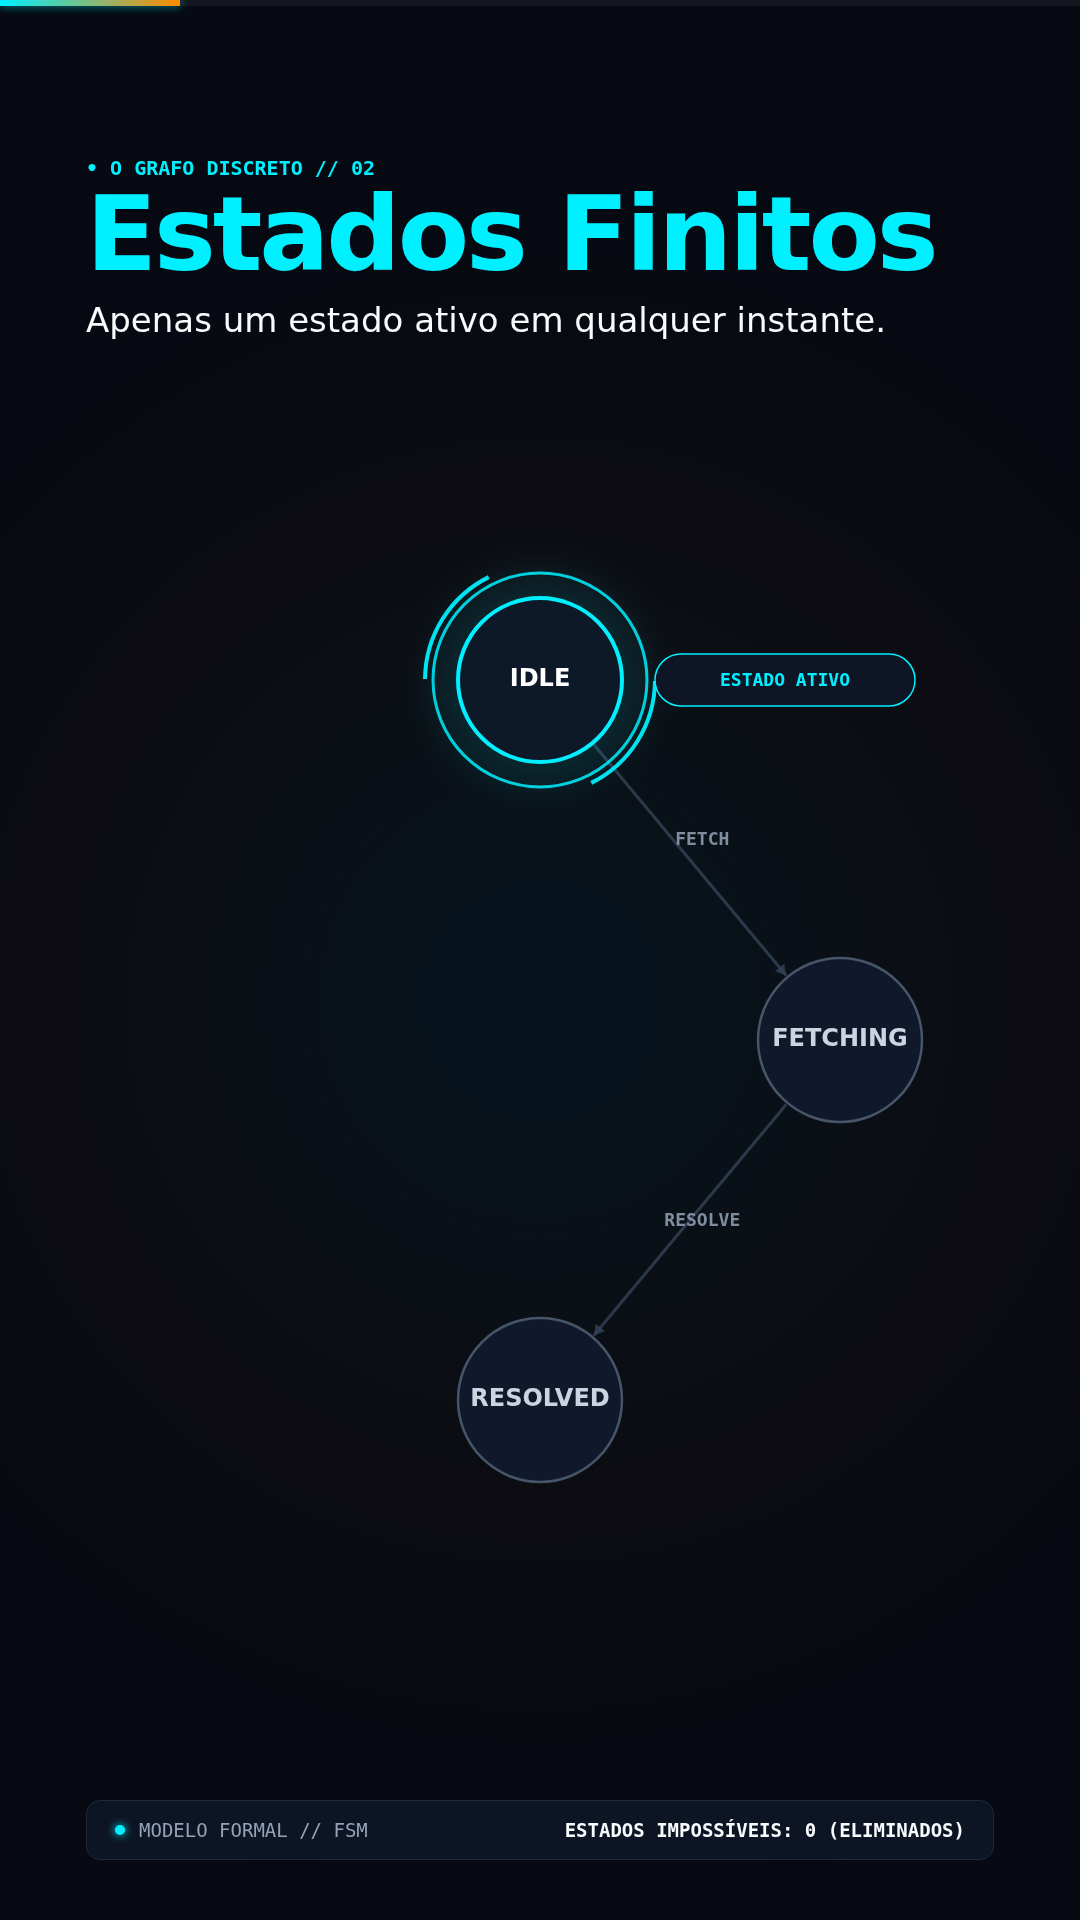 • O GRAFO DISCRETO // 02
Estados Finitos
Apenas um estado ativo em qualquer instante.
IDLE
ESTADO ATIVO
FETCH
FETCHING
RESOLVE
RESOLVED
MODELO FORMAL // FSM
ESTADOS IMPOSSÍVEIS: 0 (ELIMINADOS)